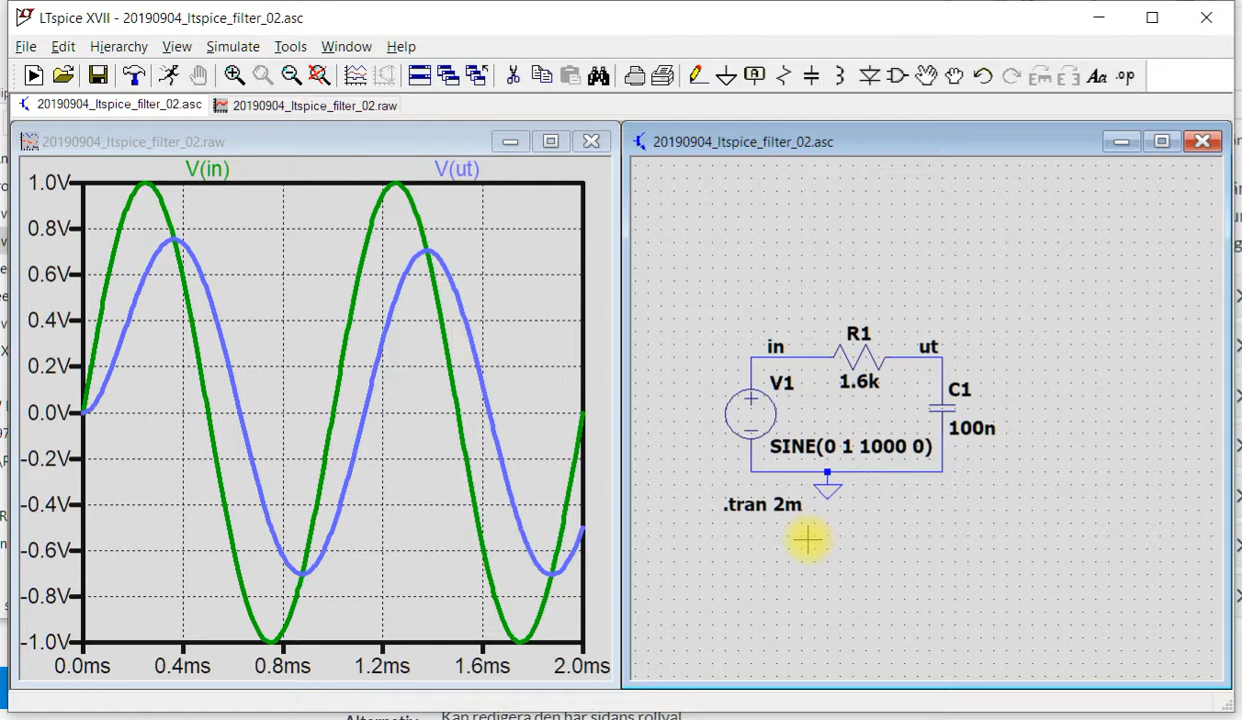 LTspice XVII - 20190904_ltspice_filter_02.asc
File Edit Hierarchy View Simulate Tools Window Help
.op
20190904_ltspice_filter_02.asc 20190904_ltspice_filter_02.raw
20190904_ltspice_filter_02.raw
V(in) V(ut)
1.0V
0.8V
0.6V
0.4V
0.2V
0.0V
-0.2V
-0.4V
-0.6V
-0.8V
-1.0V
0.0ms 0.4ms 0.8ms 1.2ms 1.6ms 2.0ms
20190904_ltspice_filter_02.asc
R1
in ut
V1 1.6k C1
100n
SINE(0 1 1000 0)
.tran 2m
Alternativ Kan redigera den här sidans rollval